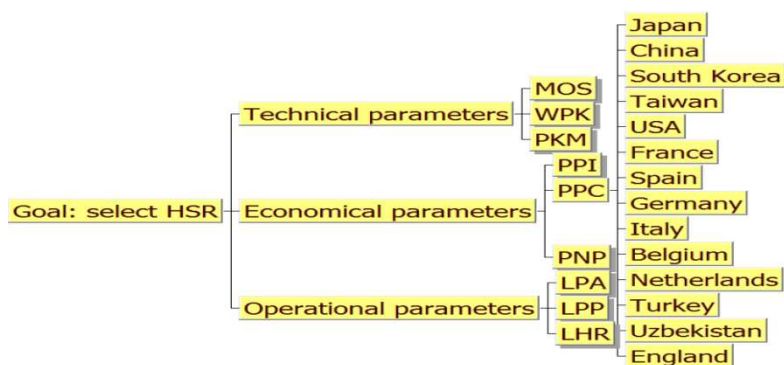 Goal: select HSR
Technical parameters
MOS
WPK
PKM
Economical parameters
PPI
PPC
PNP
Operational parameters
LPA
LPP
LHR
Japan
China
South Korea
Taiwan
USA
France
Spain
Germany
Italy
Belgium
Netherlands
Turkey
Uzbekistan
England